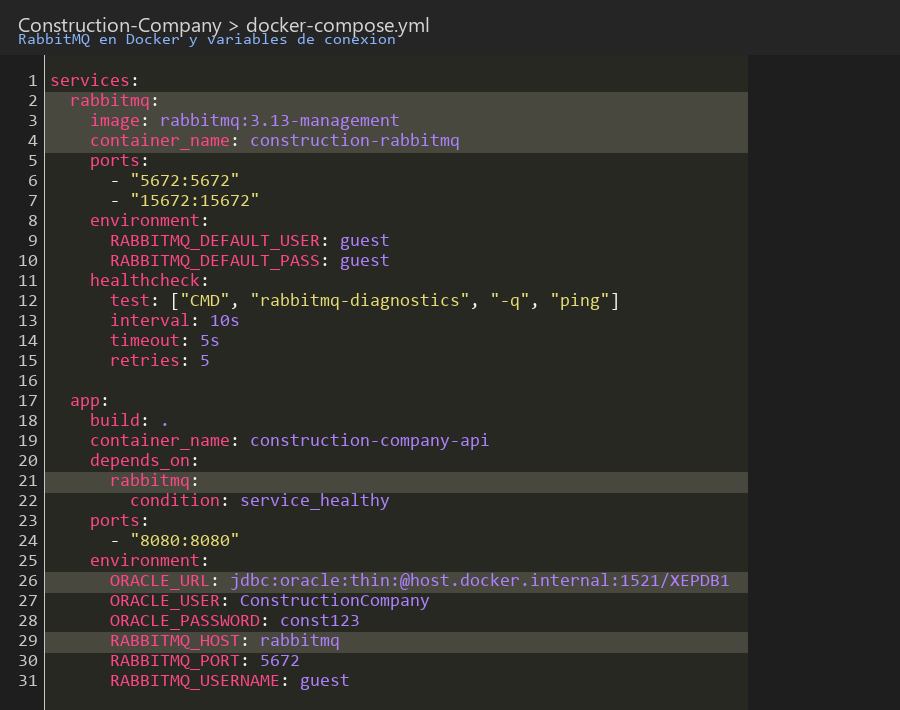 Construction-Company > docker-compose.yml
RabbitMQ en Docker y variables de conexion
1 services:
2   rabbitmq:
3     image: rabbitmq:3.13-management
4     container_name: construction-rabbitmq
5     ports:
6       - "5672:5672"
7       - "15672:15672"
8     environment:
9       RABBITMQ_DEFAULT_USER: guest
10       RABBITMQ_DEFAULT_PASS: guest
11     healthcheck:
12       test: ["CMD", "rabbitmq-diagnostics", "-q", "ping"]
13       interval: 10s
14       timeout: 5s
15       retries: 5
16
17   app:
18     build: .
19     container_name: construction-company-api
20     depends_on:
21       rabbitmq:
22         condition: service_healthy
23     ports:
24       - "8080:8080"
25     environment:
26       ORACLE_URL: jdbc:oracle:thin:@host.docker.internal:1521/XEPDB1
27       ORACLE_USER: ConstructionCompany
28       ORACLE_PASSWORD: const123
29       RABBITMQ_HOST: rabbitmq
30       RABBITMQ_PORT: 5672
31       RABBITMQ_USERNAME: guest